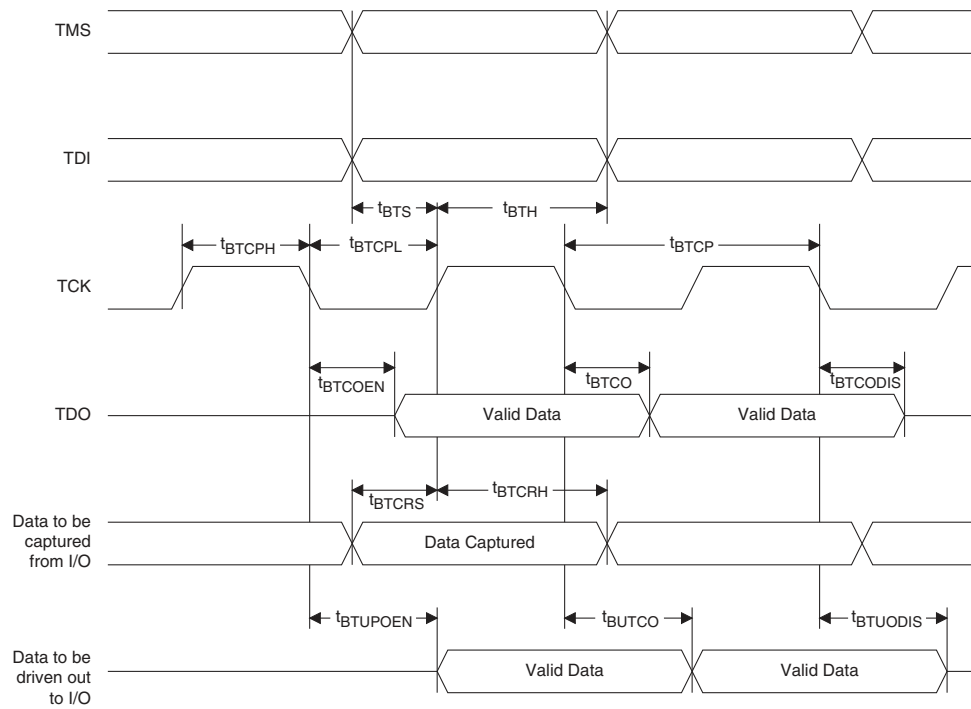 TMS
TDI
tBTS
tBTH
tBTCPH
tBTCPL
tBTCP
TCK
tBTCOEN
tBTCO
tBTCODIS
TDO
Valid Data
Valid Data
tBTCRS
tBTCRH
Data to be
captured
from I/O
Data Captured
tBTUPOEN
tBUTCO
tBTUODIS
Data to be
driven out
to I/O
Valid Data
Valid Data